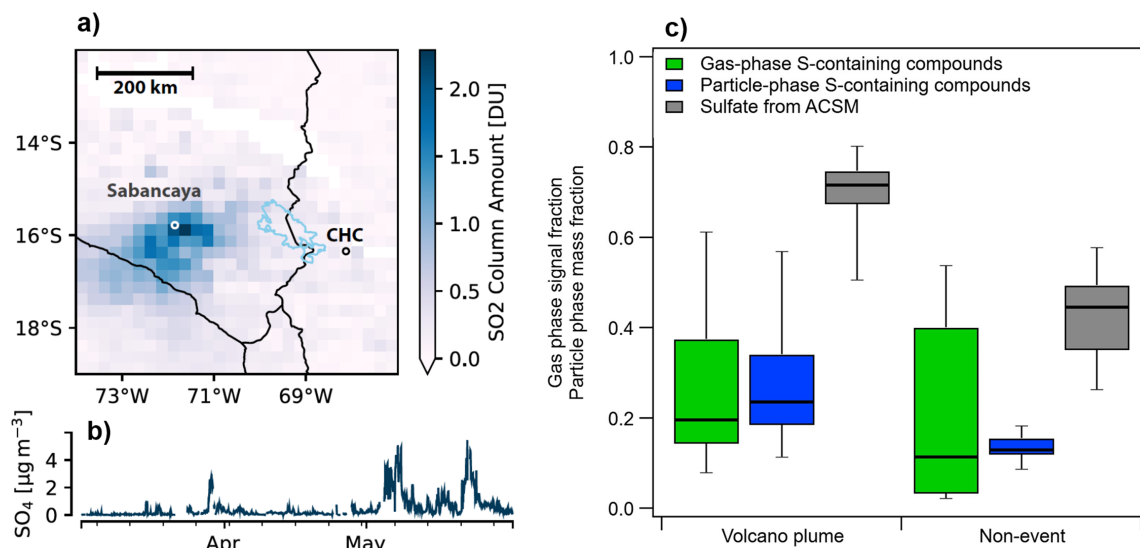 a)
200 km
Sabancaya
CHC
14°S
16°S
18°S
73°W
71°W
69°W
2.0
1.5
1.0
0.5
0.0
SO2 Column Amount [DU]
b)
SO₄ [µg m⁻³]
4
2
0
Apr
May
c)
Gas phase signal fraction
Particle phase mass fraction
1.0
0.8
0.6
0.4
0.2
0.0
Gas-phase S-containing compounds
Particle-phase S-containing compounds
Sulfate from ACSM
Volcano plume
Non-event